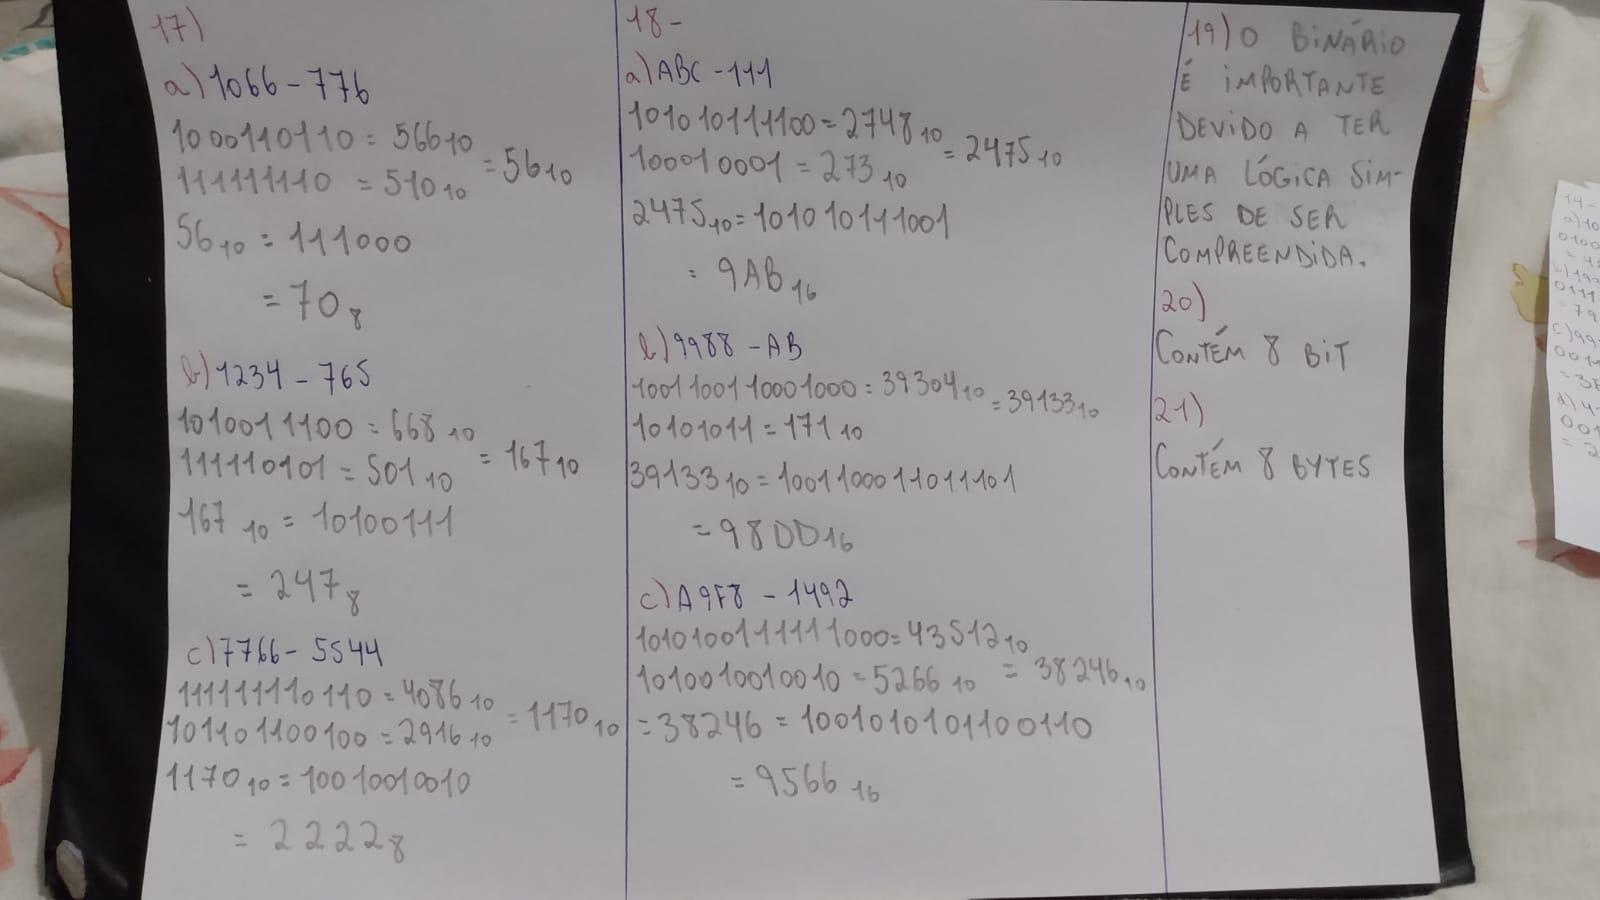 17)
a) 1066 - 776
1000110110 = 566 10
111111110 = 510 10
= 56 10
56 10 = 111000
= 70 8
b) 1234 - 765
1010011100 = 668 10
111110101 = 501 10
= 167 10
167 10 = 10100111
= 247 8
c) 7766 - 5544
111111110110 = 4086 10
101101100100 = 2916 10
= 1170 10
1170 10 = 10010010010
= 2222 8
18-
a) ABC - 111
101010111100 = 2748 10
100010001 = 273 10
= 2475 10
2475 10 = 101010111001
= 9AB 16
b) 9988 - AB
1001100110001000 = 39304 10
= 39133 10
10101011 = 171 10
39133 10 = 1001100011011101
= 98DD 16
c) A9F8 - 1492
1010100111111000 = 43512 10
1010010010010 = 5266 10
= 38246 10
= 38246 = 1001010101100110
= 9566 16
19) O BINÁRIO
É IMPORTANTE
DEVIDO A TER
UMA LÓGICA SIM-
PLES DE SER
COMPREENDIDA.
20)
CONTÉM 8 BIT
21)
CONTÉM 8 BYTES